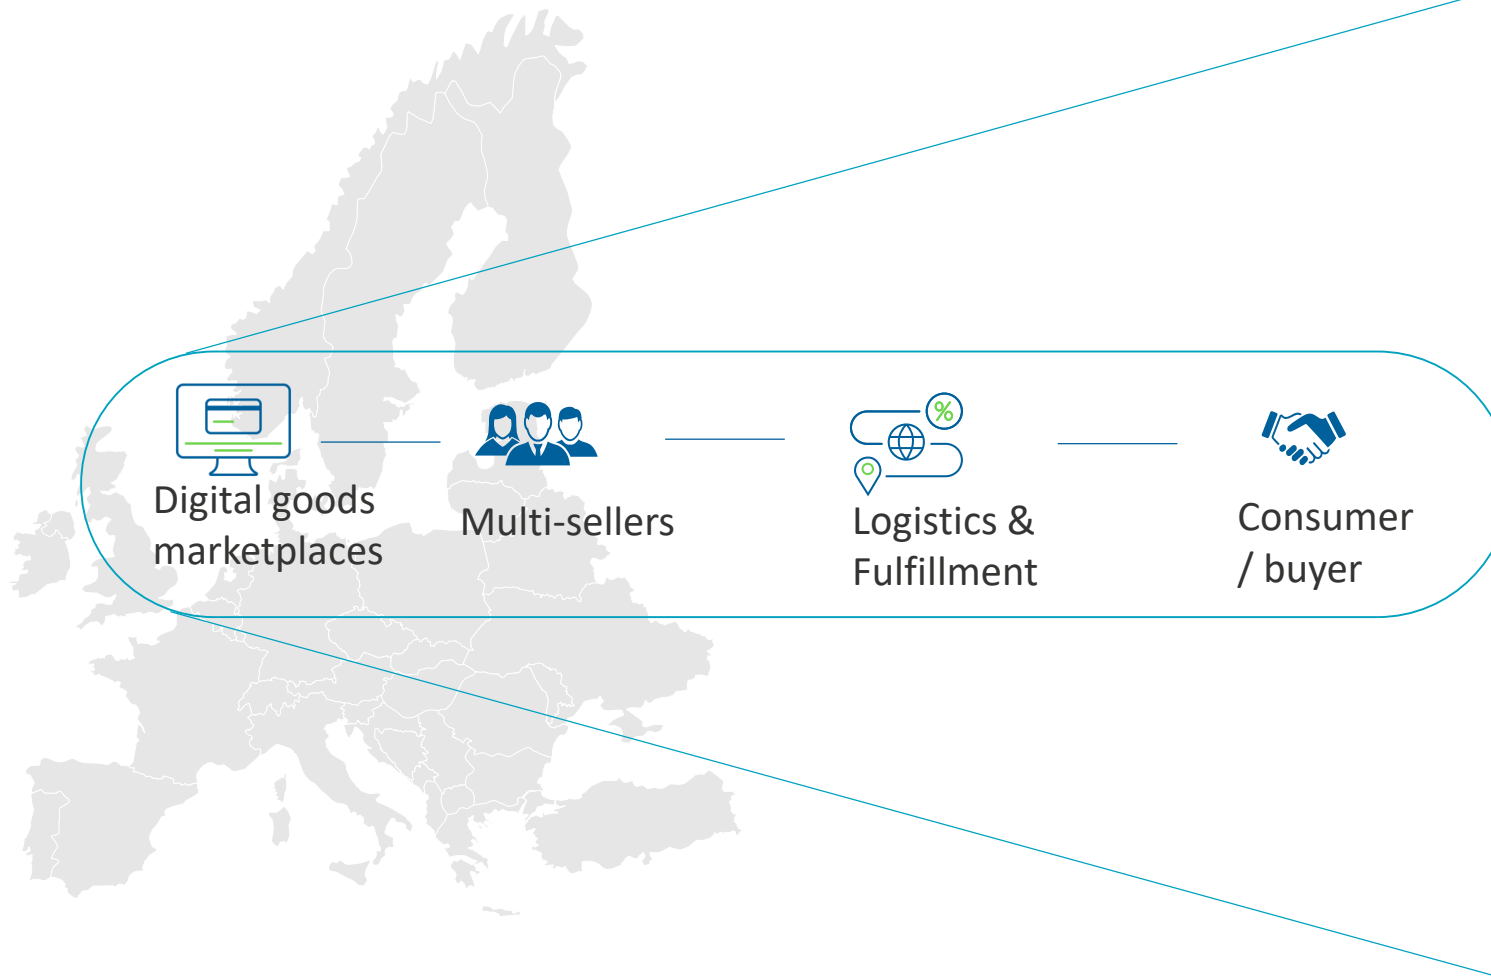 %
Digital goods
marketplaces
Multi-sellers
Logistics &
Fulfillment
Consumer
/ buyer